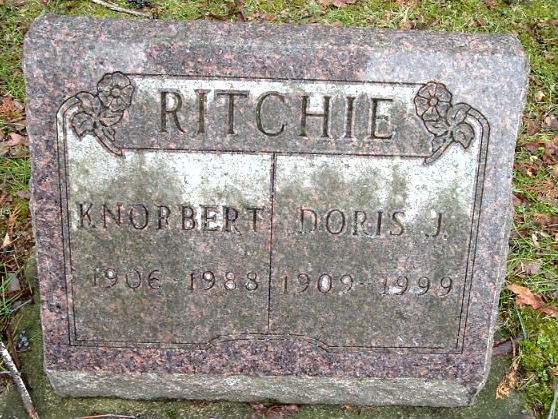 RITCHIE
KNORBERT DORIS J.
1906 - 1988 1909 - 1999